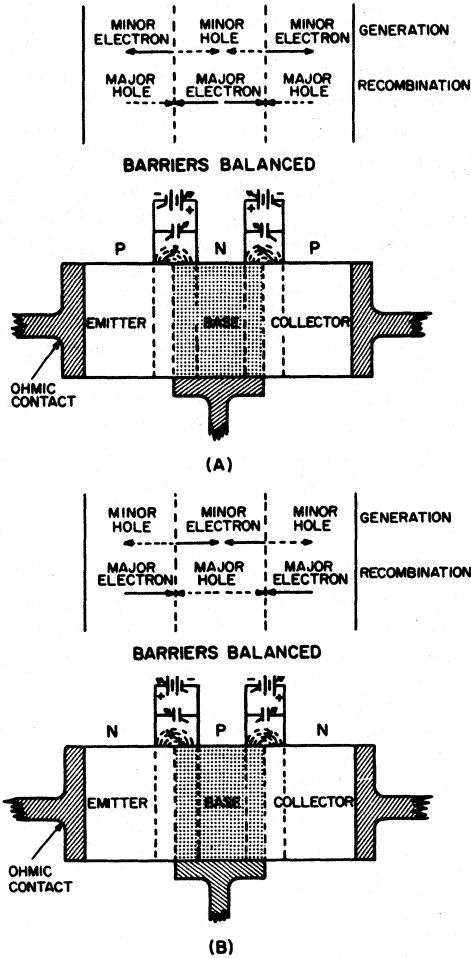 MINOR ELECTRON MINOR HOLE MINOR ELECTRON GENERATION
MAJOR HOLE MAJOR ELECTRON MAJOR HOLE RECOMBINATION
BARRIERS BALANCED
- + - +
P N P
EMITTER BASE COLLECTOR
OHMIC CONTACT
(A)
MINOR HOLE MINOR ELECTRON MINOR HOLE GENERATION
MAJOR ELECTRON MAJOR HOLE MAJOR ELECTRON RECOMBINATION
BARRIERS BALANCED
+ - - +
N P N
EMITTER BASE COLLECTOR
OHMIC CONTACT
(B)